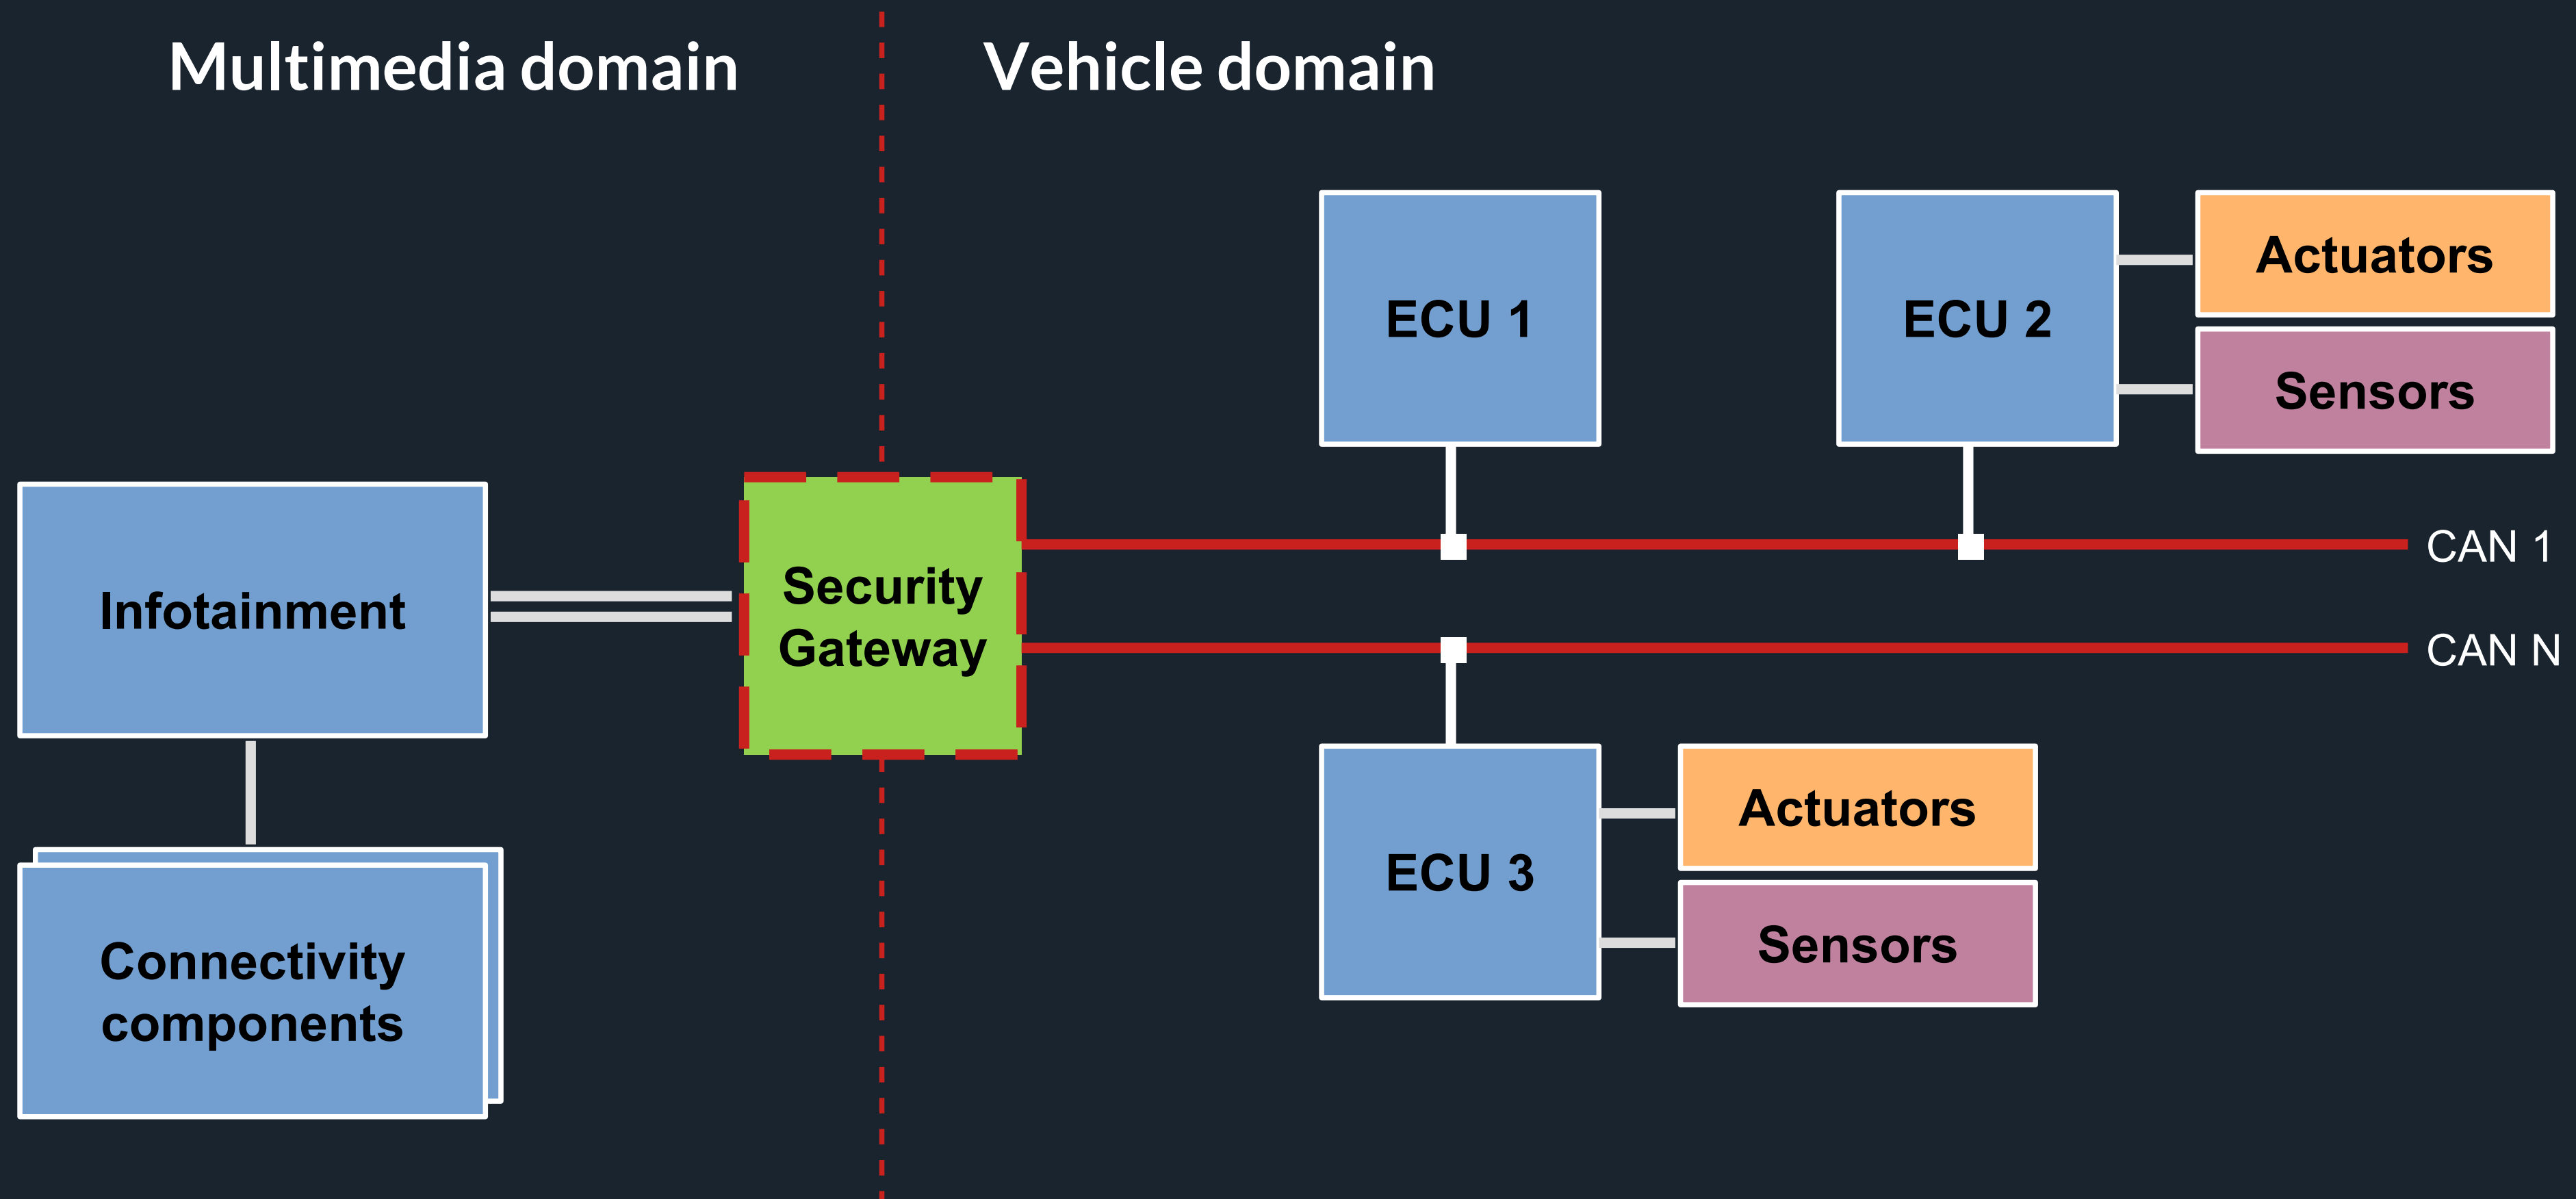 Multimedia domain
Vehicle domain
ECU 1
ECU 2
Actuators
Sensors
Infotainment
Security
Gateway
CAN 1
CAN N
Connectivity
components
ECU 3
Actuators
Sensors